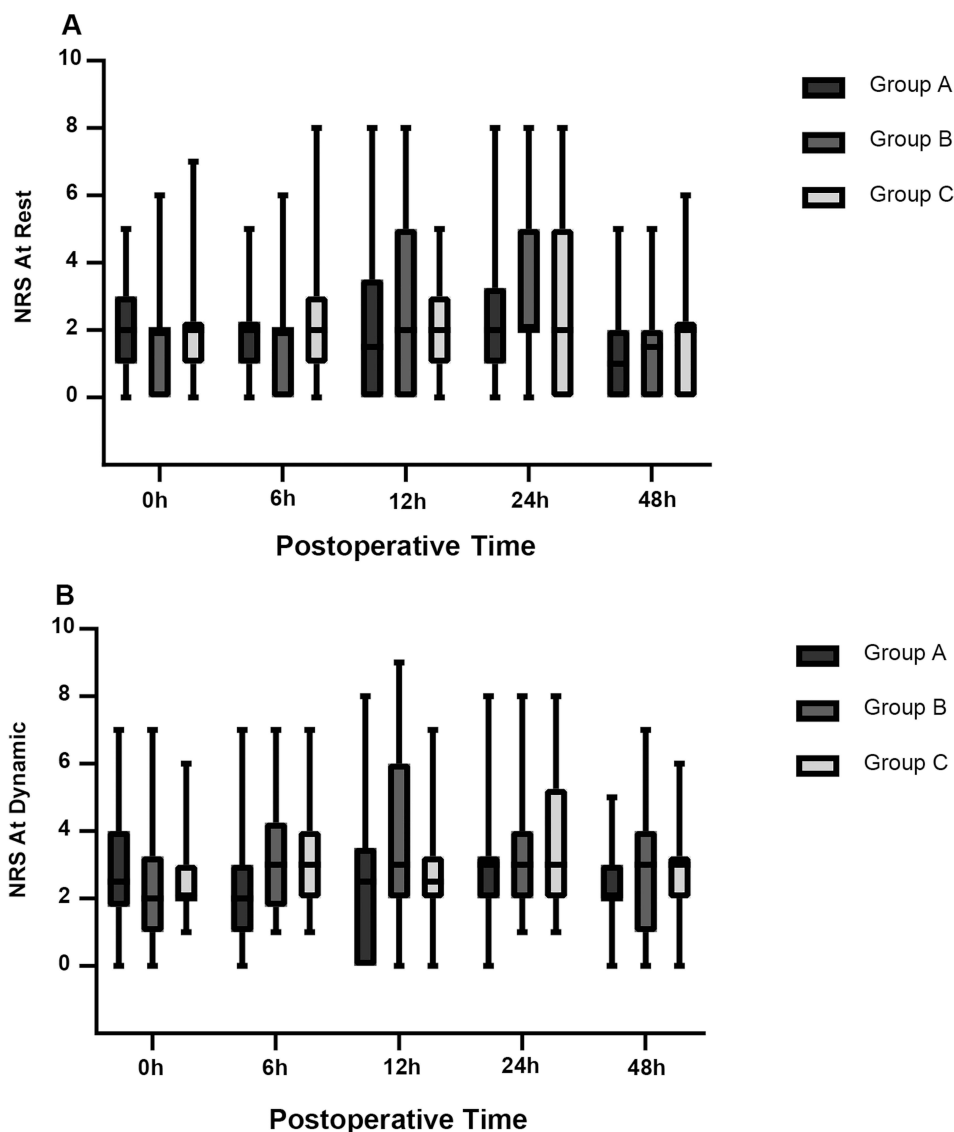 A
10
8
6
4
2
0
NRS At Rest
0h
6h
12h
24h
48h
Postoperative Time
Group A
Group B
Group C
B
10
8
6
4
2
0
NRS At Dynamic
0h
6h
12h
24h
48h
Postoperative Time
Group A
Group B
Group C